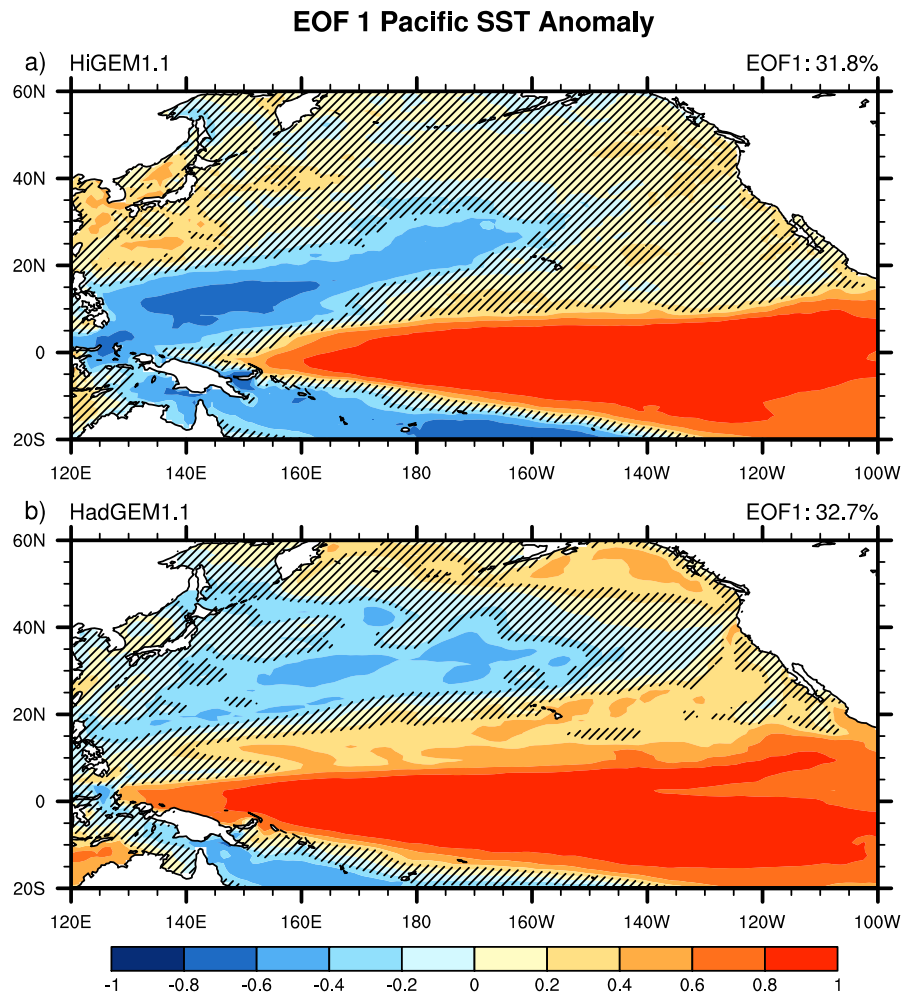 EOF 1 Pacific SST Anomaly
a) HiGEM1.1 EOF1: 31.8%
60N
40N
20N
0
20S
120E 140E 160E 180 160W 140W 120W 100W
b) HadGEM1.1 EOF1: 32.7%
60N
40N
20N
0
20S
120E 140E 160E 180 160W 140W 120W 100W
-1 -0.8 -0.6 -0.4 -0.2 0 0.2 0.4 0.6 0.8 1